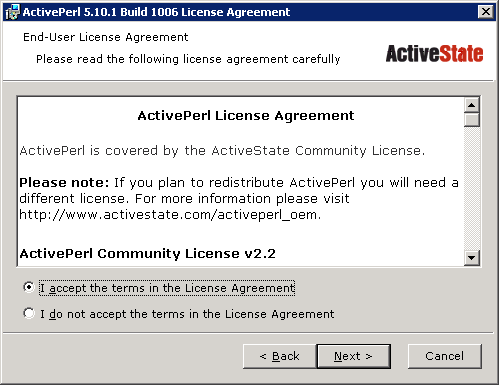 ActivePerl 5.10.1 Build 1006 License Agreement
End-User License Agreement
Please read the following license agreement carefully
ActiveState
ActivePerl License Agreement
ActivePerl is covered by the ActiveState Community License.
Please note: If you plan to redistribute ActivePerl you will need a
different license. For more information please visit
http://www.activestate.com/activeperl_oem.
ActivePerl Community License v2.2
I accept the terms in the License Agreement
I do not accept the terms in the License Agreement
< Back
Next >
Cancel